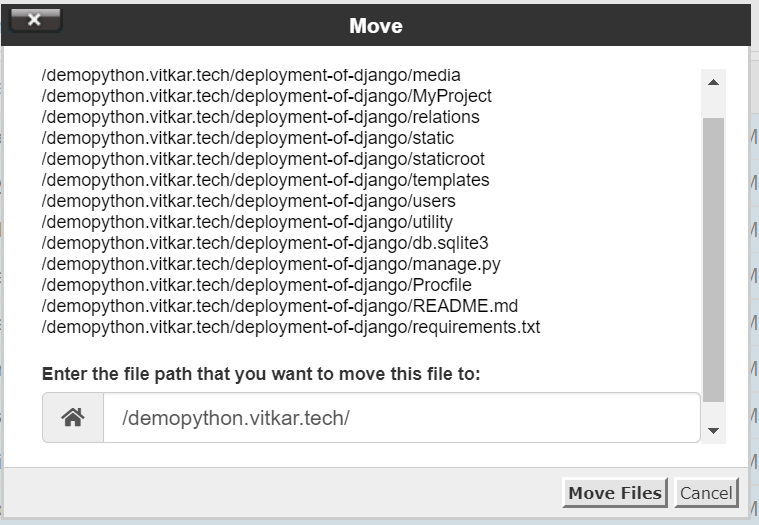 Move
/demopython.vitkar.tech/deployment-of-django/media
/demopython.vitkar.tech/deployment-of-django/MyProject
/demopython.vitkar.tech/deployment-of-django/relations
/demopython.vitkar.tech/deployment-of-django/static
/demopython.vitkar.tech/deployment-of-django/staticroot
/demopython.vitkar.tech/deployment-of-django/templates
/demopython.vitkar.tech/deployment-of-django/users
/demopython.vitkar.tech/deployment-of-django/utility
/demopython.vitkar.tech/deployment-of-django/db.sqlite3
/demopython.vitkar.tech/deployment-of-django/manage.py
/demopython.vitkar.tech/deployment-of-django/Procfile
/demopython.vitkar.tech/deployment-of-django/README.md
/demopython.vitkar.tech/deployment-of-django/requirements.txt
Enter the file path that you want to move this file to:
/demopython.vitkar.tech/
Move Files Cancel